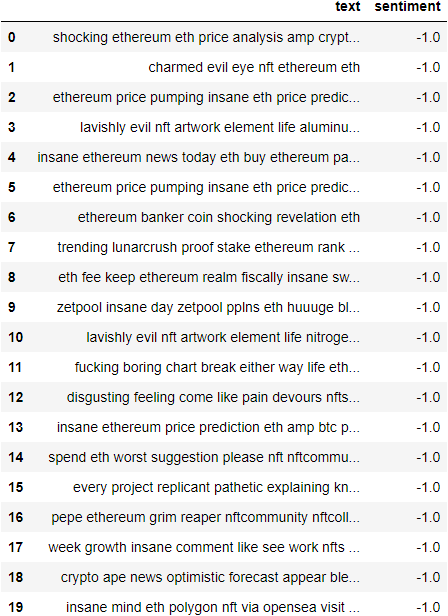 text sentiment
0 shocking ethereum eth price analysis amp crypt... -1.0
1 charmed evil eye nft ethereum eth -1.0
2 ethereum price pumping insane eth price predic... -1.0
3 lavishly evil nft artwork element life aluminu... -1.0
4 insane ethereum news today eth buy ethereum pa... -1.0
5 ethereum price pumping insane eth price predic... -1.0
6 ethereum banker coin shocking revelation eth -1.0
7 trending lunarcrush proof stake ethereum rank ... -1.0
8 eth fee keep ethereum realm fiscally insane sw... -1.0
9 zetpool insane day zetpool pplns eth huuuge bl... -1.0
10 lavishly evil nft artwork element life nitroge... -1.0
11 fucking boring chart break either way life eth... -1.0
12 disgusting feeling come like pain devours nfts... -1.0
13 insane ethereum price prediction eth amp btc p... -1.0
14 spend eth worst suggestion please nft nftcommu... -1.0
15 every project replicant pathetic explaining kn... -1.0
16 pepe ethereum grim reaper nftcommunity nftcoll... -1.0
17 week growth insane comment like see work nfts ... -1.0
18 crypto ape news optimistic forecast appear ble... -1.0
19 insane mind eth polygon nft via opensea visit ... -1.0